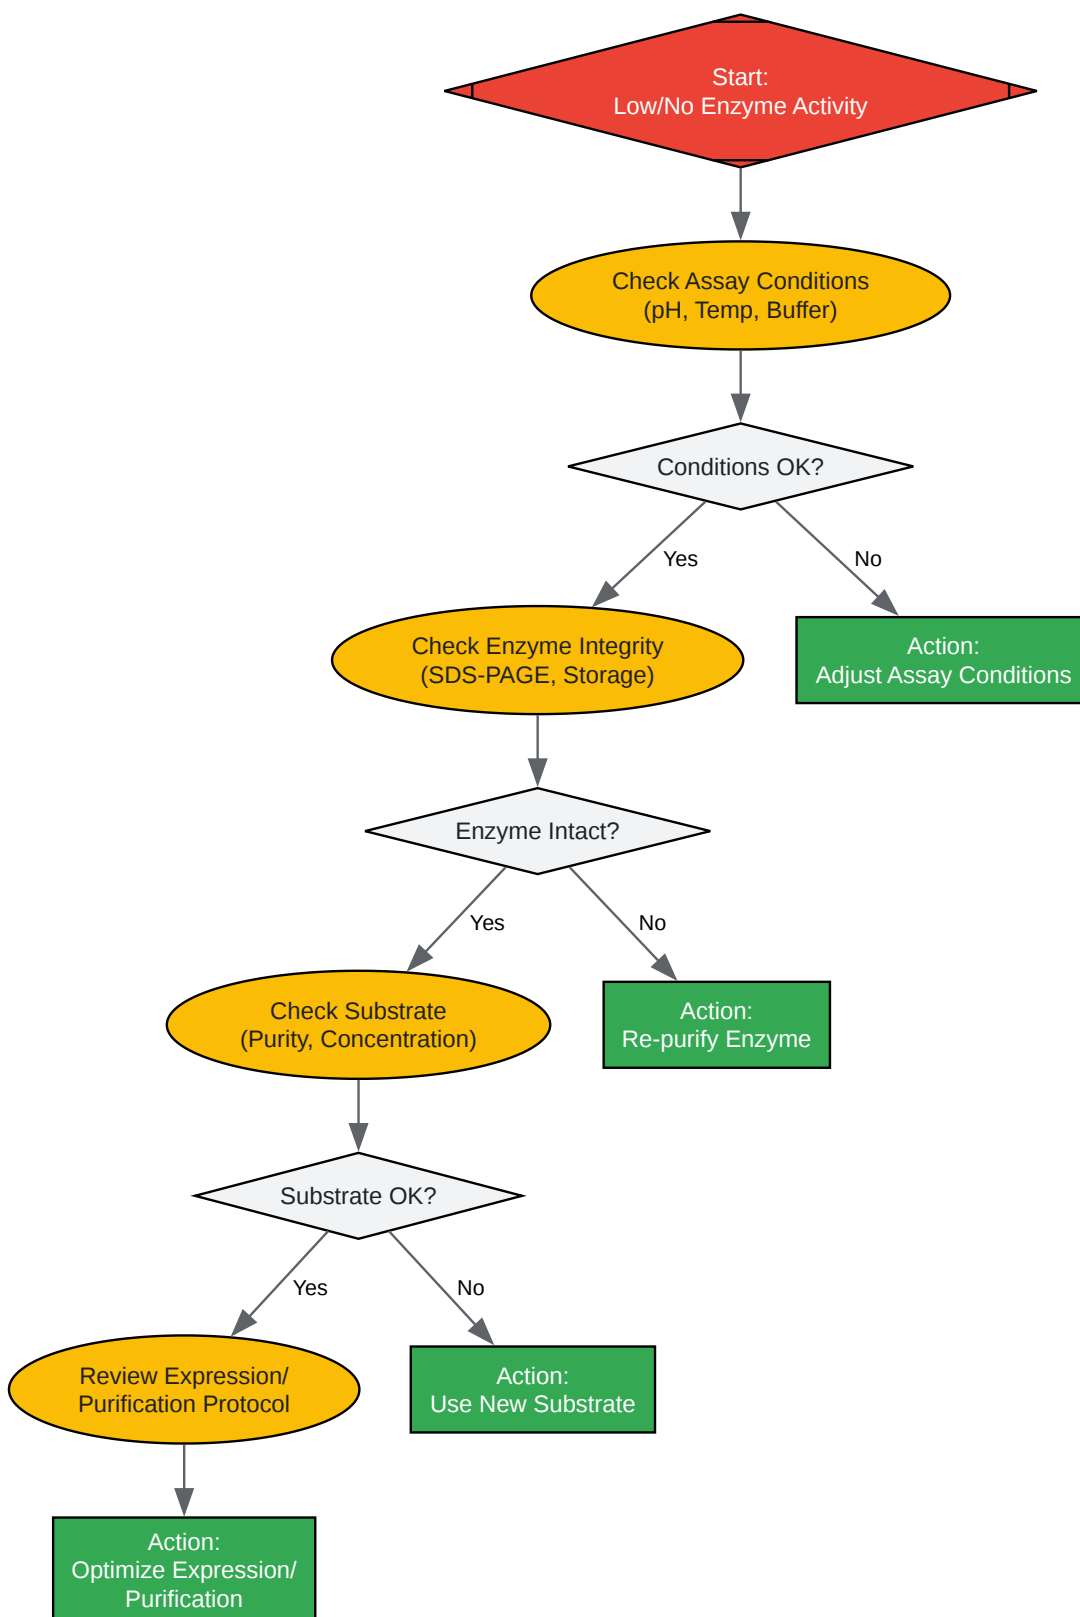 Start:
Low/No Enzyme Activity
Check Assay Conditions
(pH, Temp, Buffer)
Conditions OK?
Yes
No
Check Enzyme Integrity
(SDS-PAGE, Storage)
Action:
Adjust Assay Conditions
Enzyme Intact?
Yes
No
Check Substrate
(Purity, Concentration)
Action:
Re-purify Enzyme
Substrate OK?
Yes
No
Review Expression/
Purification Protocol
Action:
Use New Substrate
Action:
Optimize Expression/
Purification